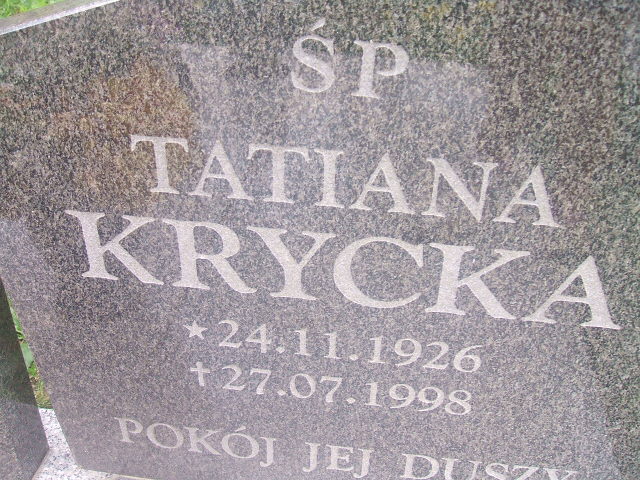 ŚP
TATIANA
KRYCKA
★ 24.11.1926
✝ 27.07.1998
POKÓJ JEJ DUSZY